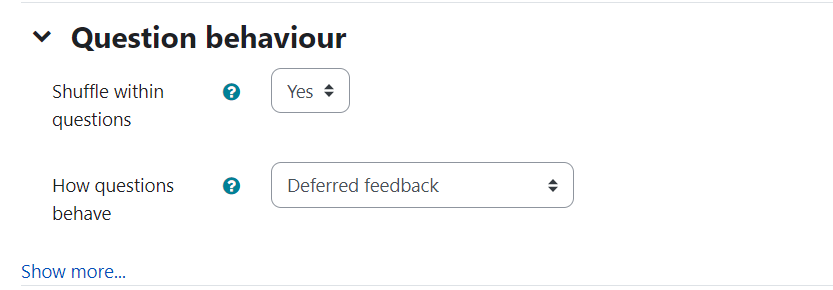 Question behaviour
Shuffle within
questions
Yes
How questions
behave
Deferred feedback
Show more...